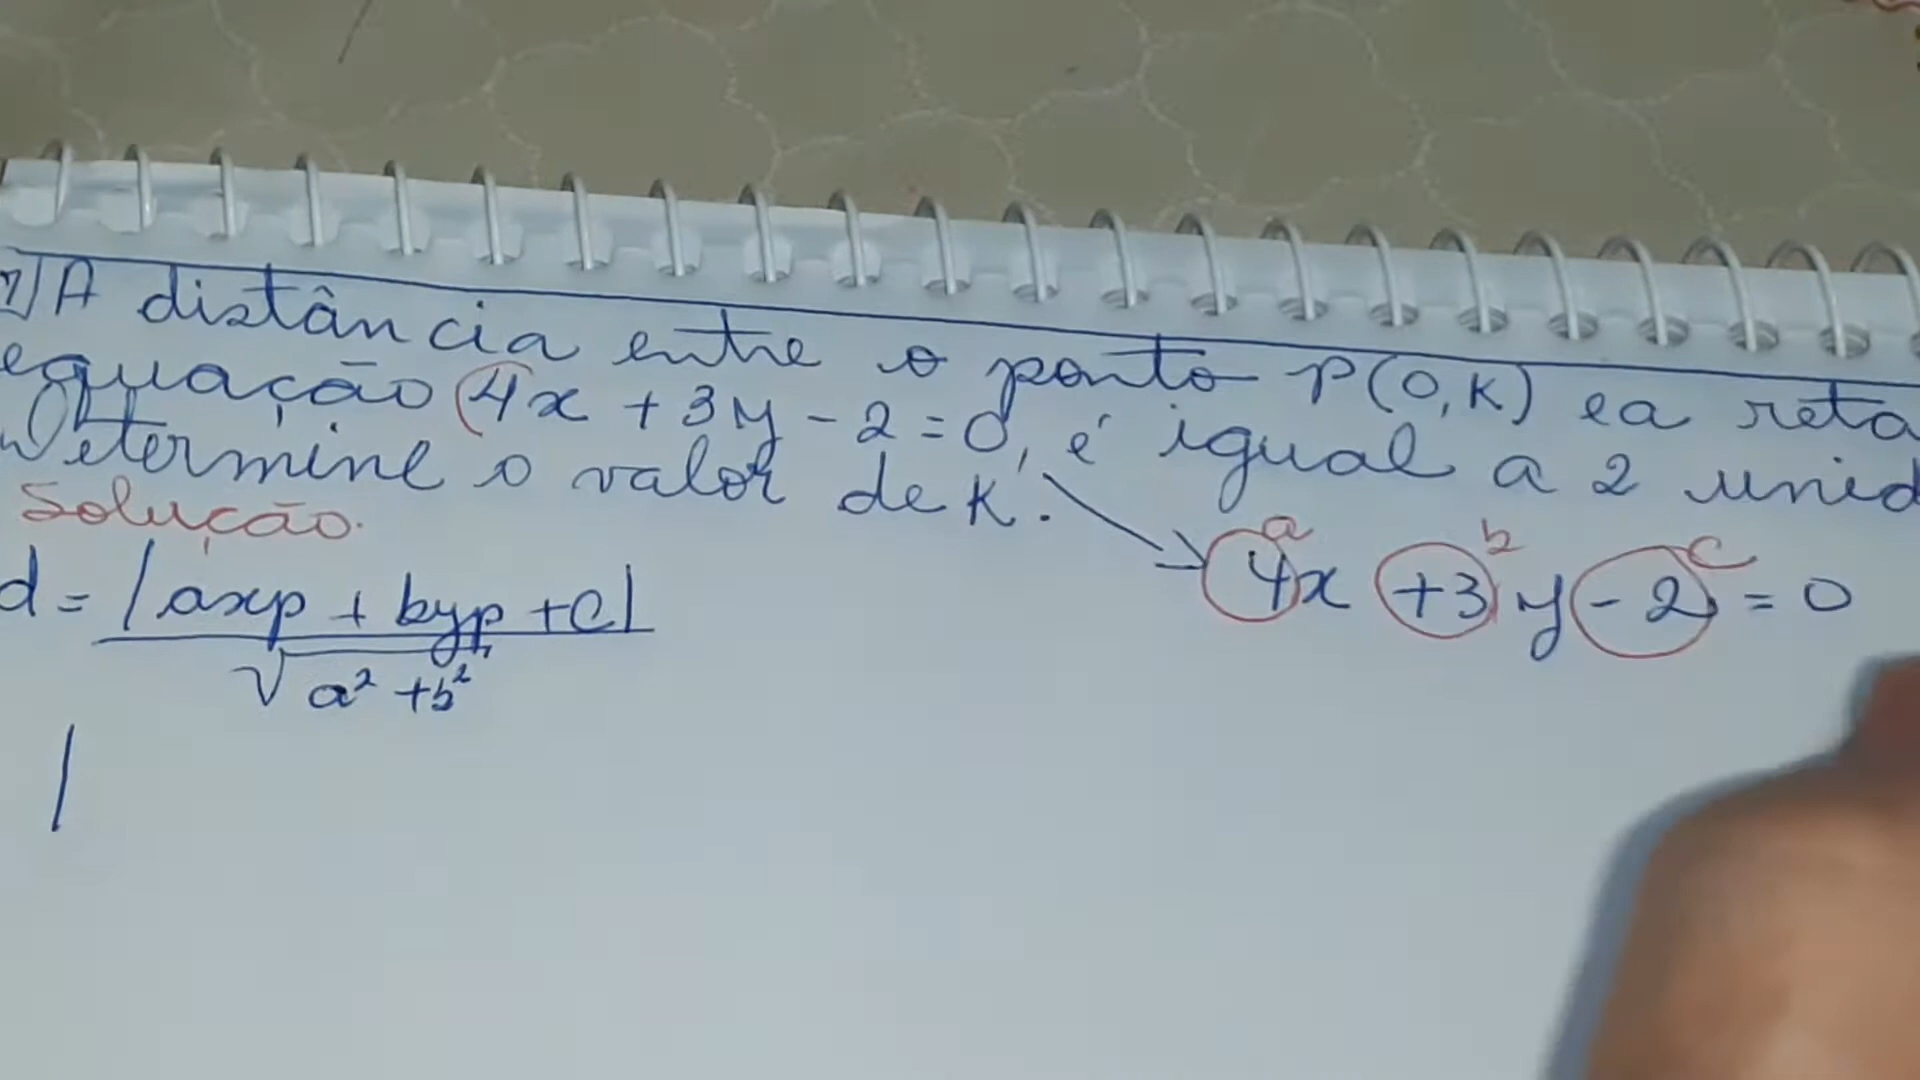 A distância entre o ponto P(0,K) e a reta
equação 4x + 3y - 2 = 0, é igual a 2 unid
Determine o valor de K.
Solução.
a b c
4x +3y - 2 = 0
d = |axp + byp + c|
√a² + b²